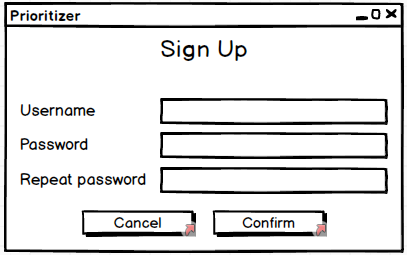 Prioritizer
Sign Up
Username
Password
Repeat password
Cancel Confirm